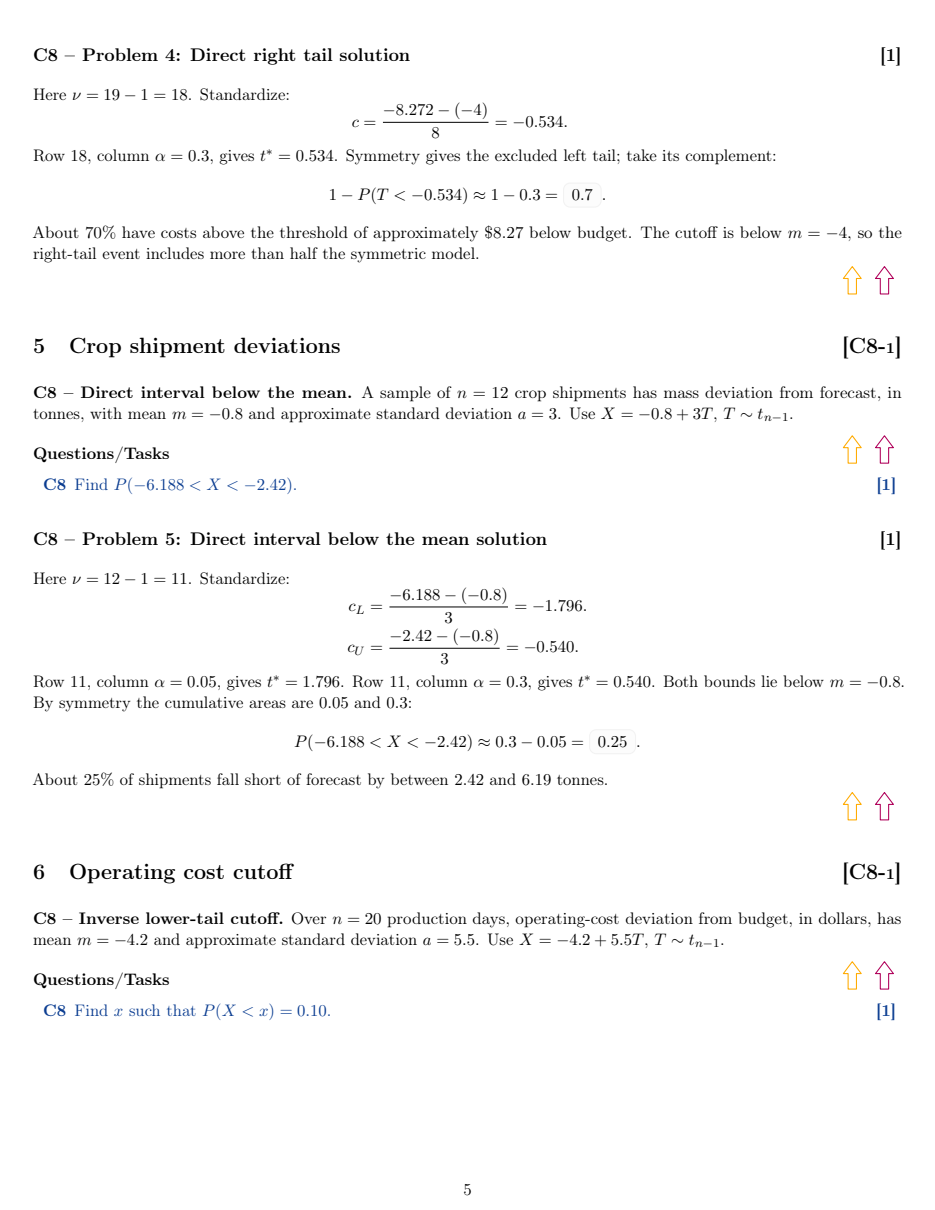 C8 – Problem 4: Direct right tail solution [1]
Here ν = 19 − 1 = 18. Standardize:
c = (−8.272 − (−4)) / 8 = −0.534.
Row 18, column α = 0.3, gives t* = 0.534. Symmetry gives the excluded left tail; take its complement:
1 − P(T < −0.534) ≈ 1 − 0.3 = 0.7 .
About 70% have costs above the threshold of approximately $8.27 below budget. The cutoff is below m = −4, so the
right-tail event includes more than half the symmetric model.
5 Crop shipment deviations [C8-1]
C8 – Direct interval below the mean. A sample of n = 12 crop shipments has mass deviation from forecast, in
tonnes, with mean m = −0.8 and approximate standard deviation a = 3. Use X = −0.8 + 3T, T ∼ tₙ₋₁.
Questions/Tasks
C8 Find P(−6.188 < X < −2.42). [1]
C8 – Problem 5: Direct interval below the mean solution [1]
Here ν = 12 − 1 = 11. Standardize:
c_L = (−6.188 − (−0.8)) / 3 = −1.796.
c_U = (−2.42 − (−0.8)) / 3 = −0.540.
Row 11, column α = 0.05, gives t* = 1.796. Row 11, column α = 0.3, gives t* = 0.540. Both bounds lie below m = −0.8.
By symmetry the cumulative areas are 0.05 and 0.3:
P(−6.188 < X < −2.42) ≈ 0.3 − 0.05 = 0.25 .
About 25% of shipments fall short of forecast by between 2.42 and 6.19 tonnes.
6 Operating cost cutoff [C8-1]
C8 – Inverse lower-tail cutoff. Over n = 20 production days, operating-cost deviation from budget, in dollars, has
mean m = −4.2 and approximate standard deviation a = 5.5. Use X = −4.2 + 5.5T, T ∼ tₙ₋₁.
Questions/Tasks
C8 Find x such that P(X < x) = 0.10. [1]
5